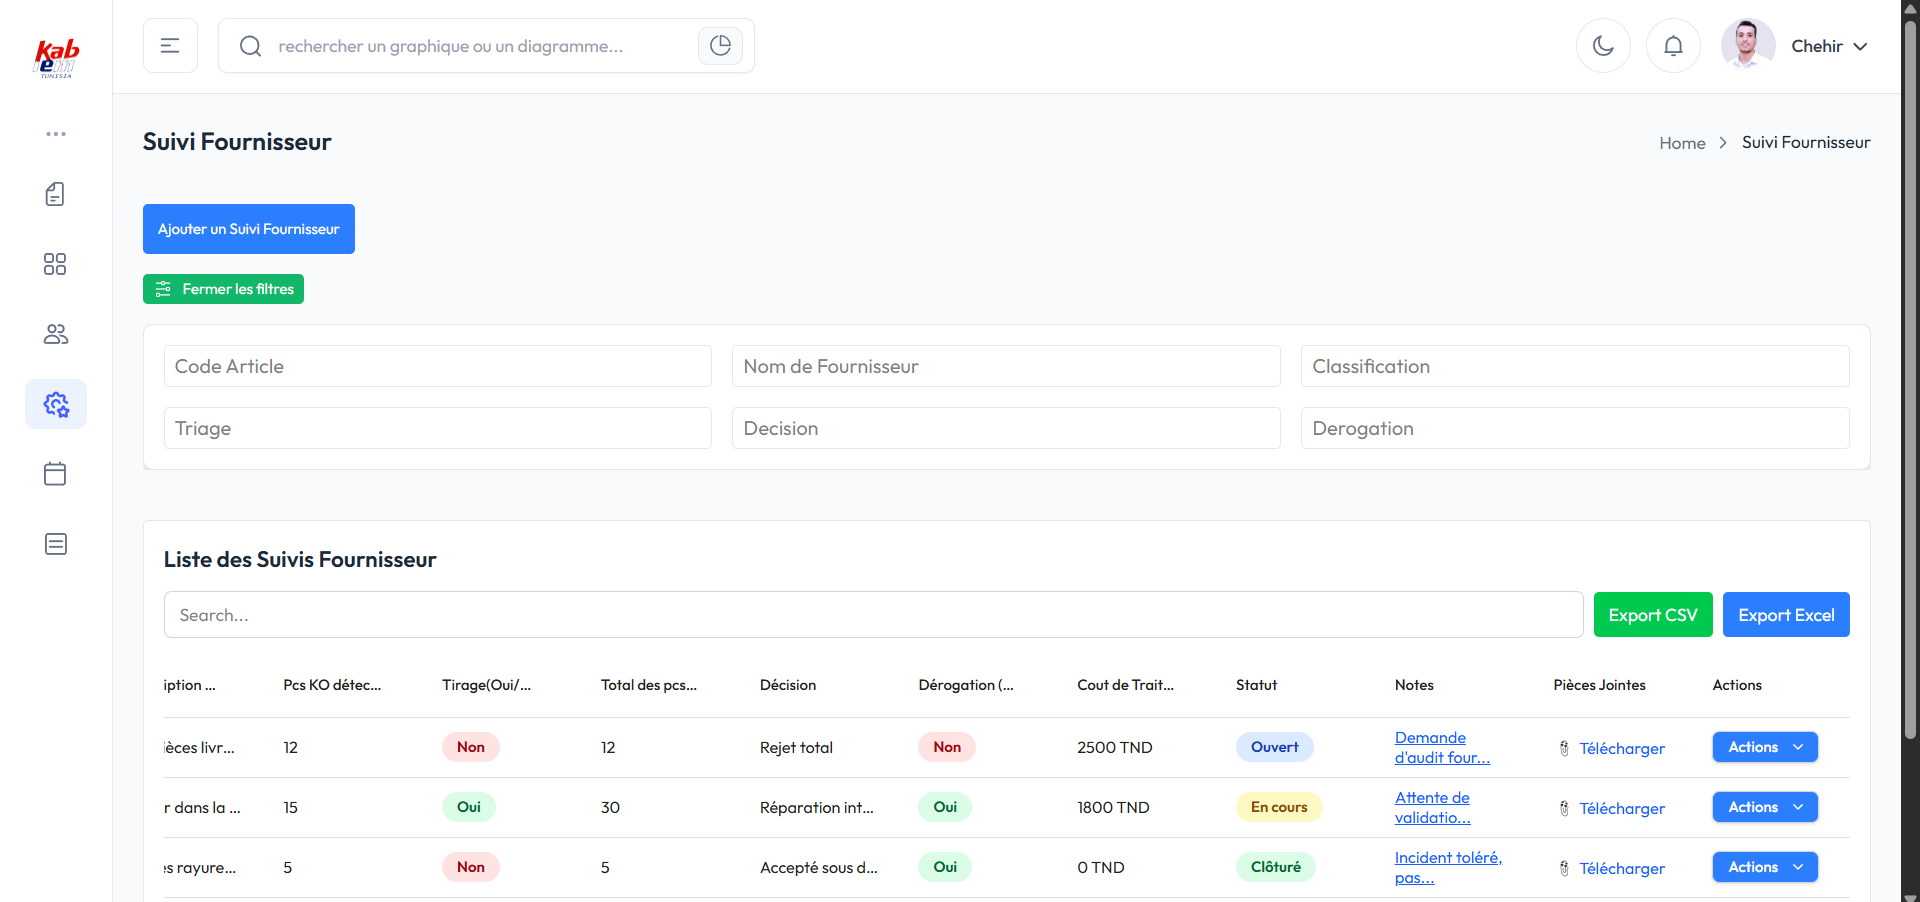 Kab
lem
TUNISIA
rechercher un graphique ou un diagramme...
Chehir
Suivi Fournisseur
Home > Suivi Fournisseur
Ajouter un Suivi Fournisseur
Fermer les filtres
Code Article
Nom de Fournisseur
Classification
Triage
Decision
Derogation
Liste des Suivis Fournisseur
Search...
Export CSV
Export Excel
iption ... Pcs KO détec... Tirage(Oui/... Total des pcs... Décision Dérogation (... Cout de Trait... Statut Notes Pièces Jointes Actions
ièces livr... 12 Non 12 Rejet total Non 2500 TND Ouvert Demande d'audit four... Télécharger Actions
r dans la ... 15 Oui 30 Réparation int... Oui 1800 TND En cours Attente de validatio... Télécharger Actions
es rayure... 5 Non 5 Accepté sous d... Oui 0 TND Clôturé Incident toléré, pas... Télécharger Actions